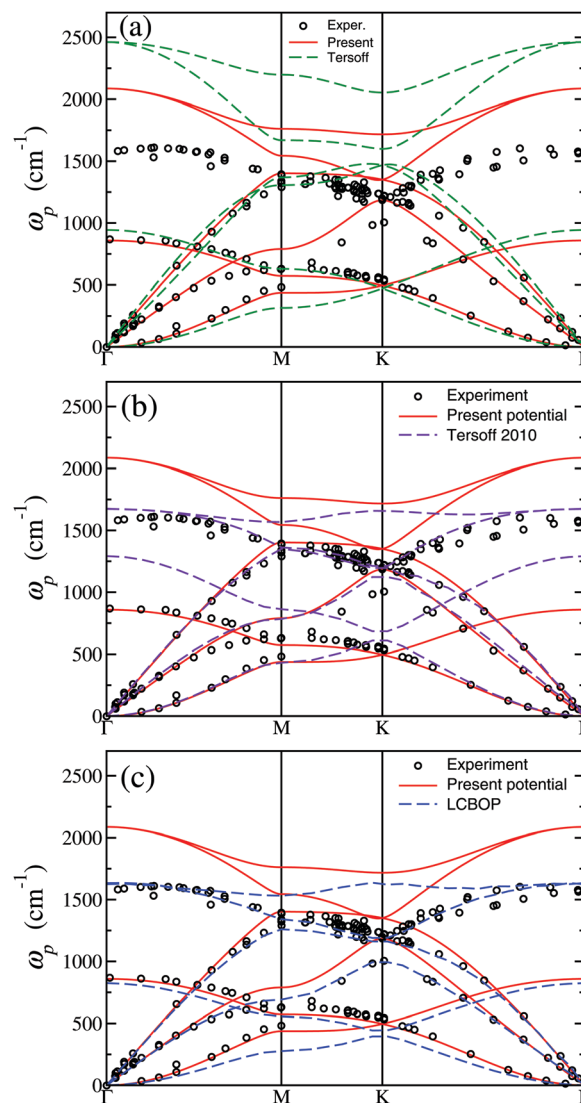 (a)
Exper.
Present
Tersoff
2500
2000
1500
1000
500
0
ω_p (cm⁻¹)
Γ M K Γ
(b)
Experiment
Present potential
Tersoff 2010
2500
2000
1500
1000
500
0
ω_p (cm⁻¹)
Γ M K
(c)
Experiment
Present potential
LCBOP
2500
2000
1500
1000
500
0
ω_p (cm⁻¹)
Γ M K